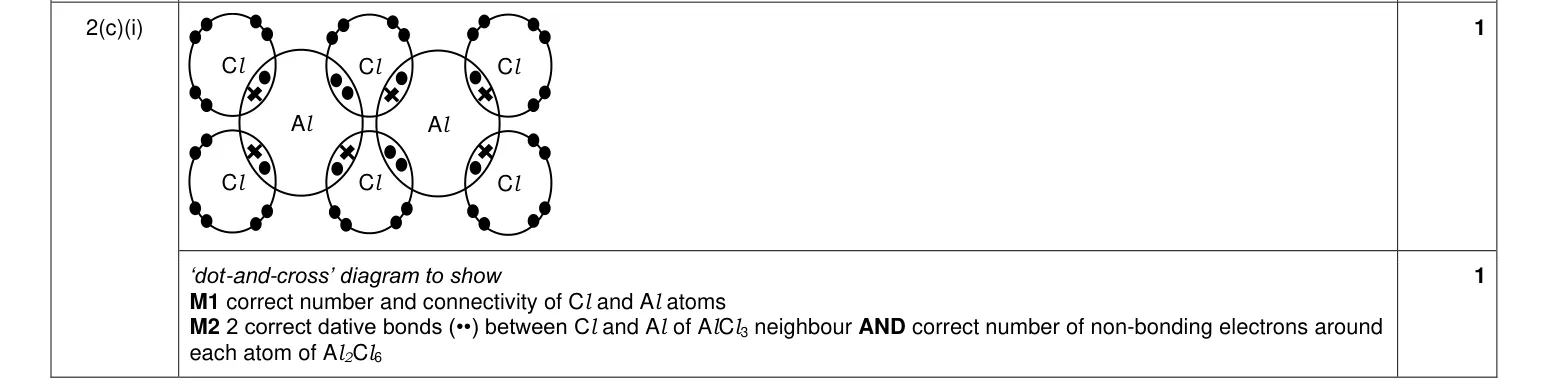 2(c)(i)
1
Cl Cl Cl
Al Al
Cl Cl Cl
‘dot-and-cross’ diagram to show
1
M1 correct number and connectivity of Cl and Al atoms
M2 2 correct dative bonds (••) between Cl and Al of AlCl₃ neighbour AND correct number of non-bonding electrons around
each atom of Al₂Cl₆